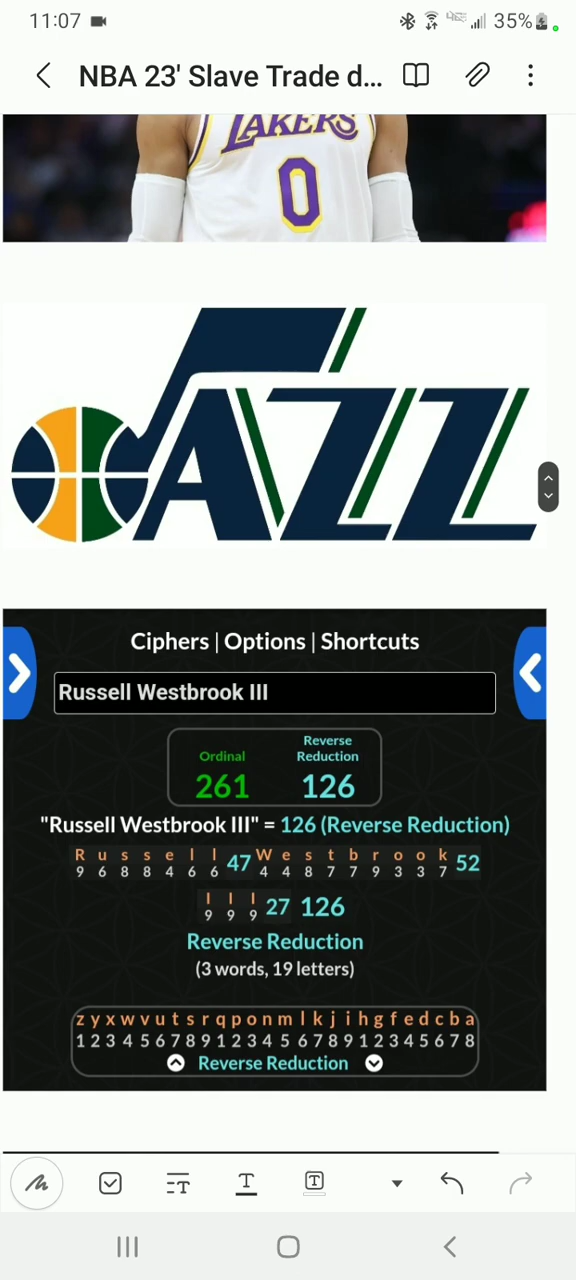 11:07 35%
NBA 23' Slave Trade d...
LAKERS
0
JAZZ
Ciphers | Options | Shortcuts
Russell Westbrook III
Ordinal Reverse Reduction
261 126
"Russell Westbrook III" = 126 (Reverse Reduction)
R u s s e l l W e s t b r o o k
9 6 8 8 4 6 6 47 4 4 8 7 7 9 3 3 7 52
I I I
9 9 9 27 126
Reverse Reduction
(3 words, 19 letters)
z y x w v u t s r q p o n m l k j i h g f e d c b a
1 2 3 4 5 6 7 8 9 1 2 3 4 5 6 7 8 9 1 2 3 4 5 6 7 8
Reverse Reduction
T T T